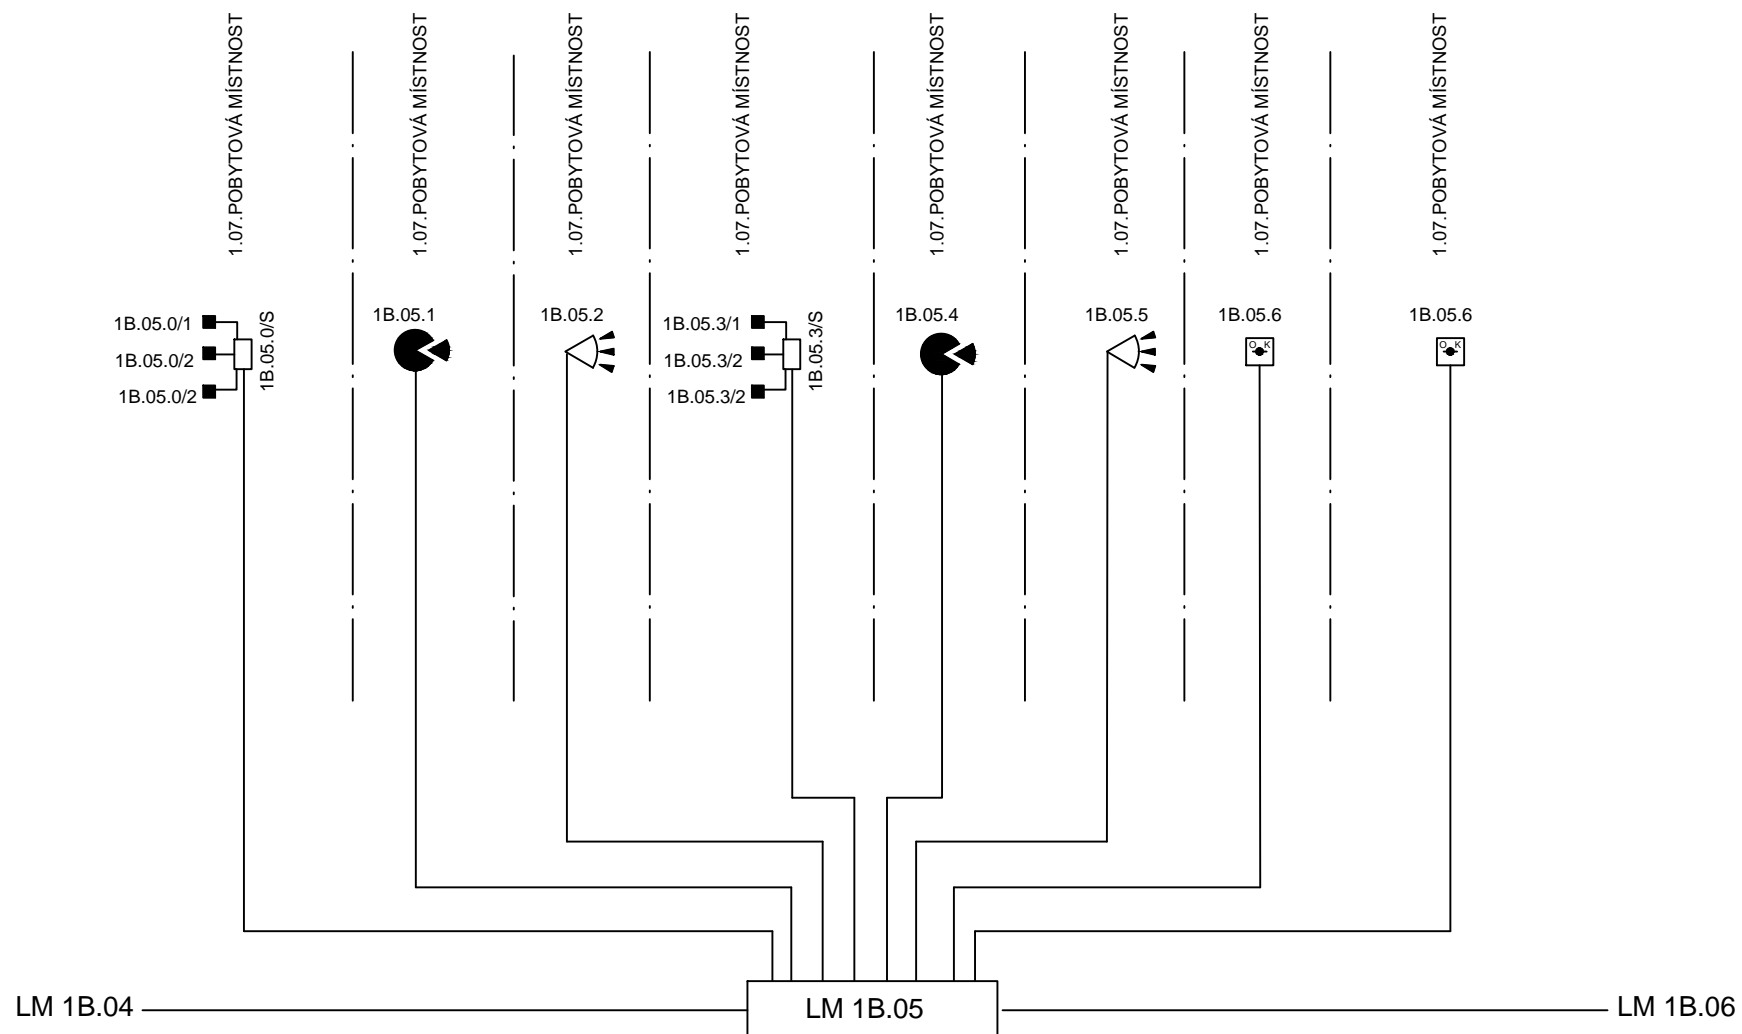 1.07.POBYTOVÁ MÍSTNOST
1.07.POBYTOVÁ MÍSTNOST
1.07.POBYTOVÁ MÍSTNOST
1.07.POBYTOVÁ MÍSTNOST
1.07.POBYTOVÁ MÍSTNOST
1.07.POBYTOVÁ MÍSTNOST
1.07.POBYTOVÁ MÍSTNOST
1.07.POBYTOVÁ MÍSTNOST
1B.05.0/1
1B.05.0/2
1B.05.0/2
1B.05.0/S
1B.05.1
1B.05.2
1B.05.3/1
1B.05.3/2
1B.05.3/2
1B.05.3/S
1B.05.4
1B.05.5
1B.05.6
O K
1B.05.6
O K
LM 1B.04
LM 1B.05
LM 1B.06